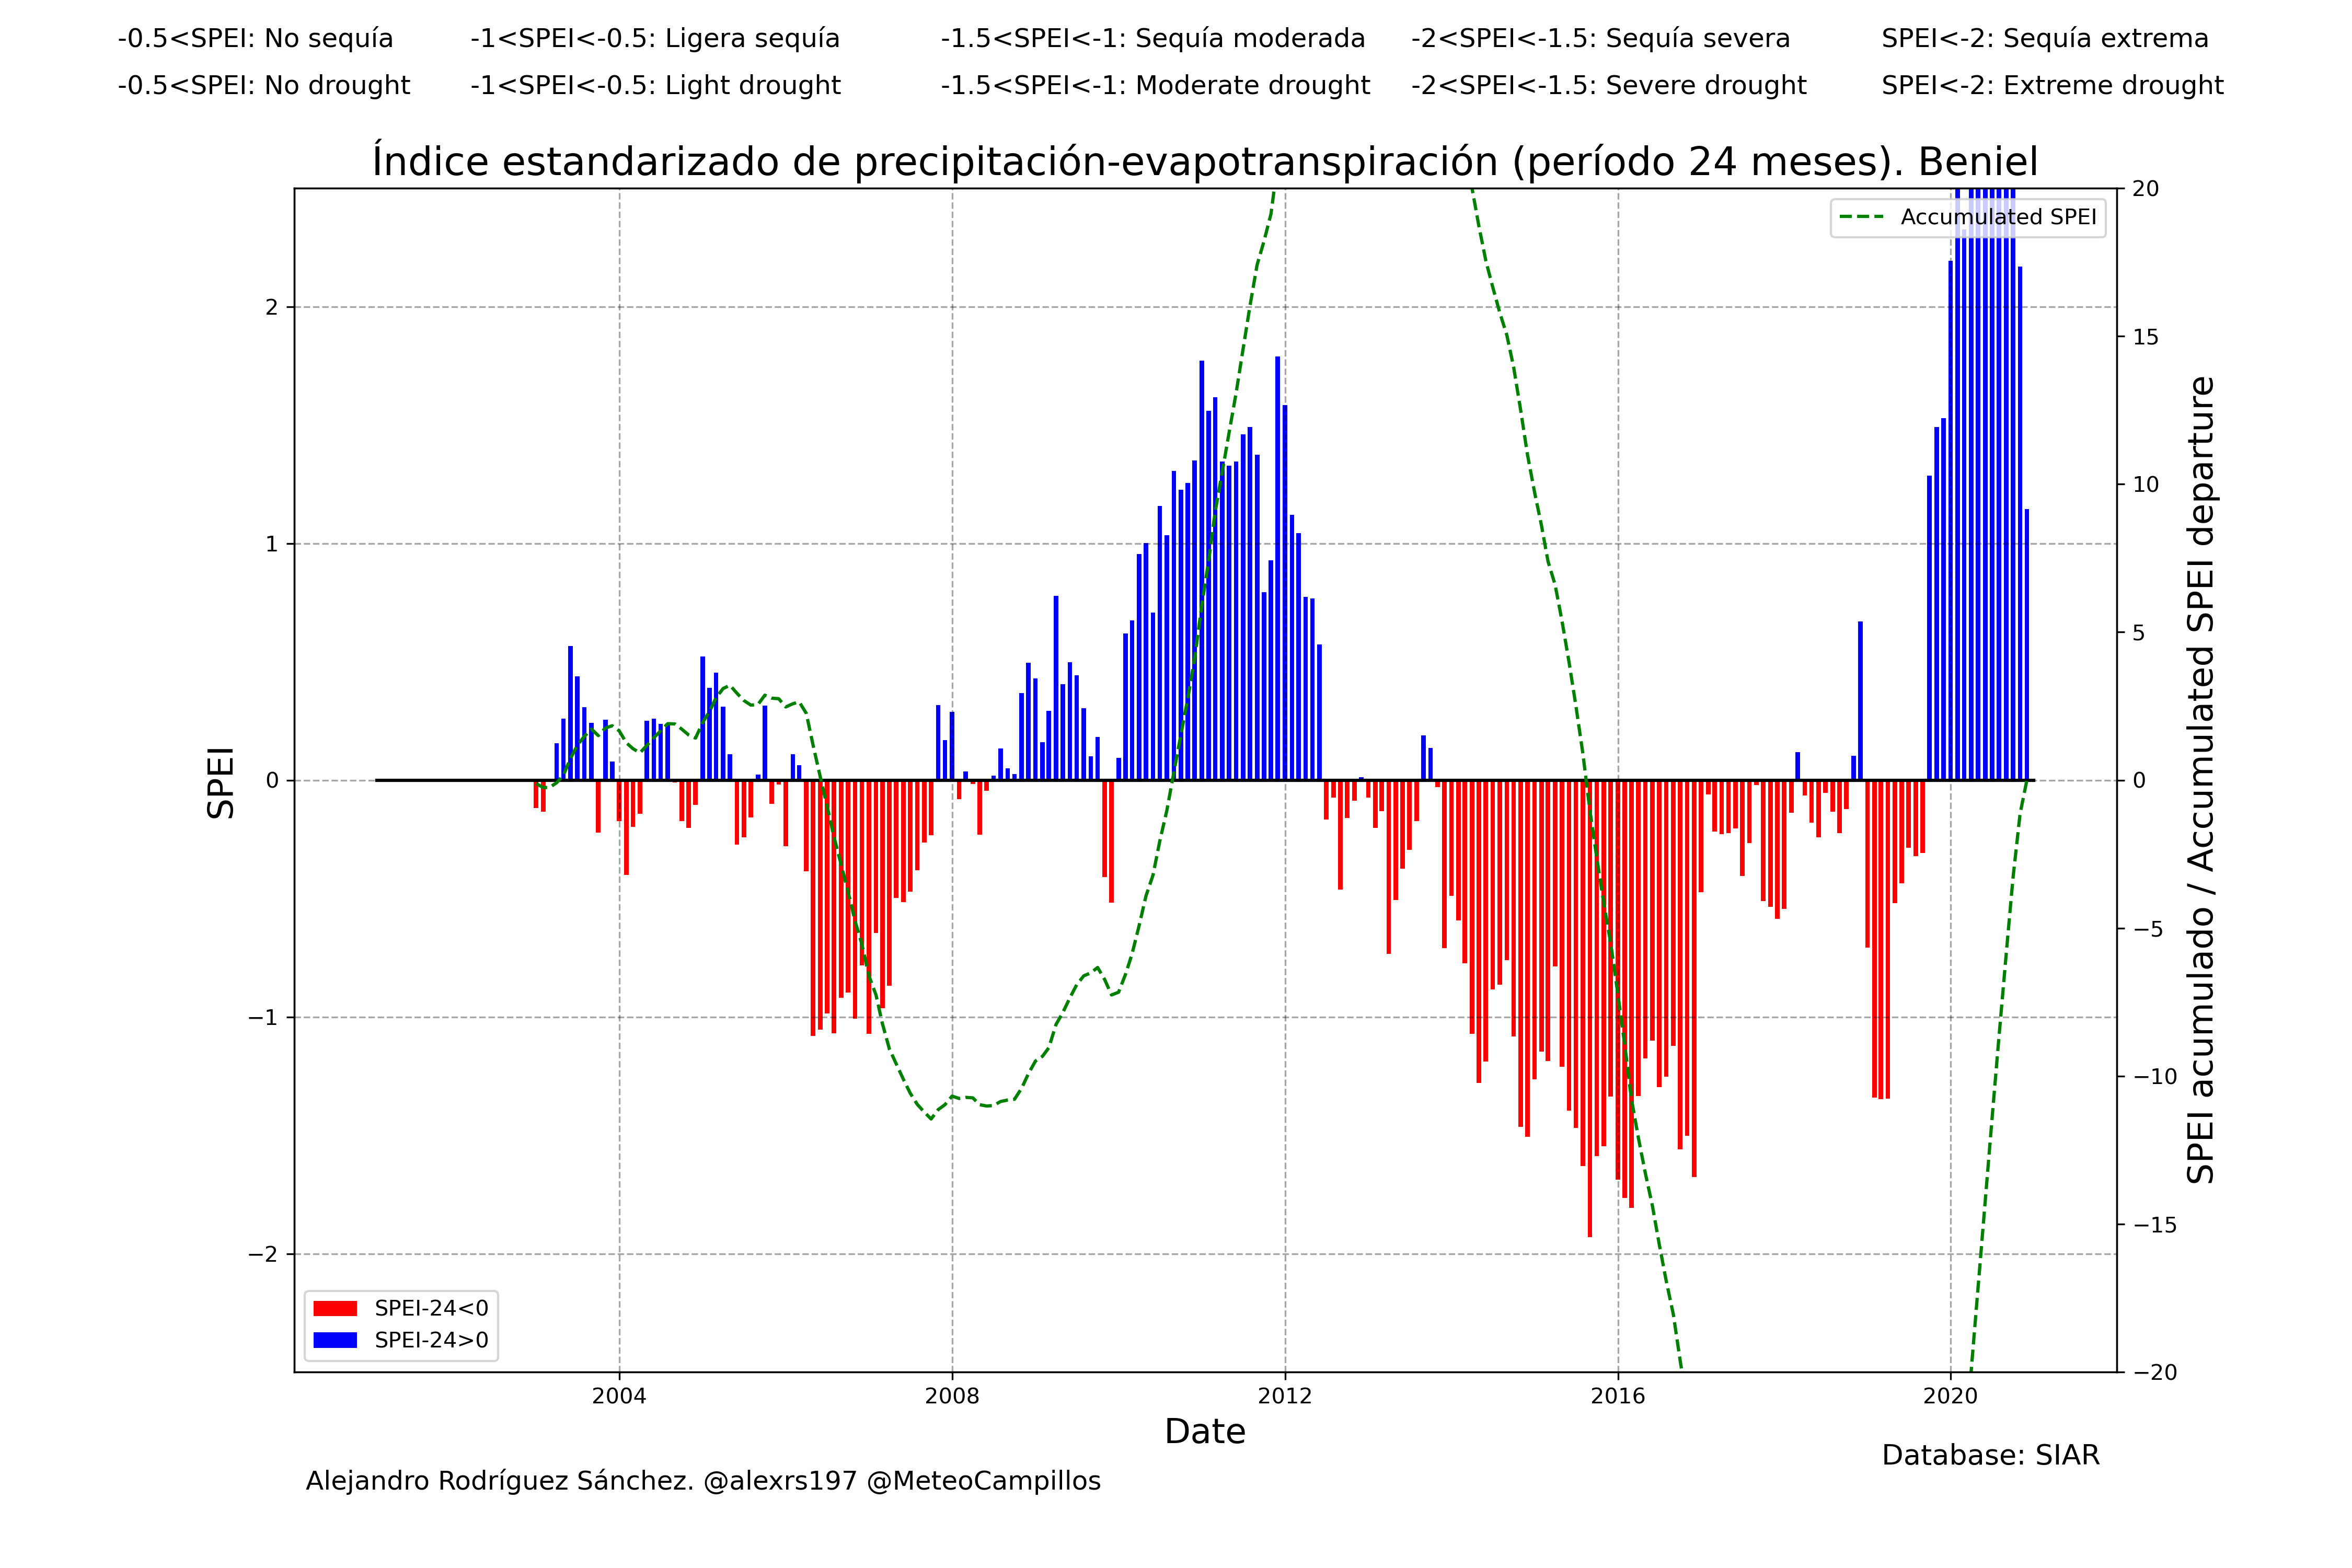 -0.5<SPEI: No sequía -1<SPEI<-0.5: Ligera sequía -1.5<SPEI<-1: Sequía moderada -2<SPEI<-1.5: Sequía severa SPEI<-2: Sequía extrema
-0.5<SPEI: No drought -1<SPEI<-0.5: Light drought -1.5<SPEI<-1: Moderate drought -2<SPEI<-1.5: Severe drought SPEI<-2: Extreme drought
Índice estandarizado de precipitación-evapotranspiración (período 24 meses). Beniel
Accumulated SPEI
SPEI
2
1
0
−1
−2
20
15
10
5
0
−5
−10
−15
−20
SPEI acumulado / Accumulated SPEI departure
SPEI-24<0
SPEI-24>0
2004 2008 2012 2016 2020
Date
Database: SIAR
Alejandro Rodríguez Sánchez. @alexrs197 @MeteoCampillos